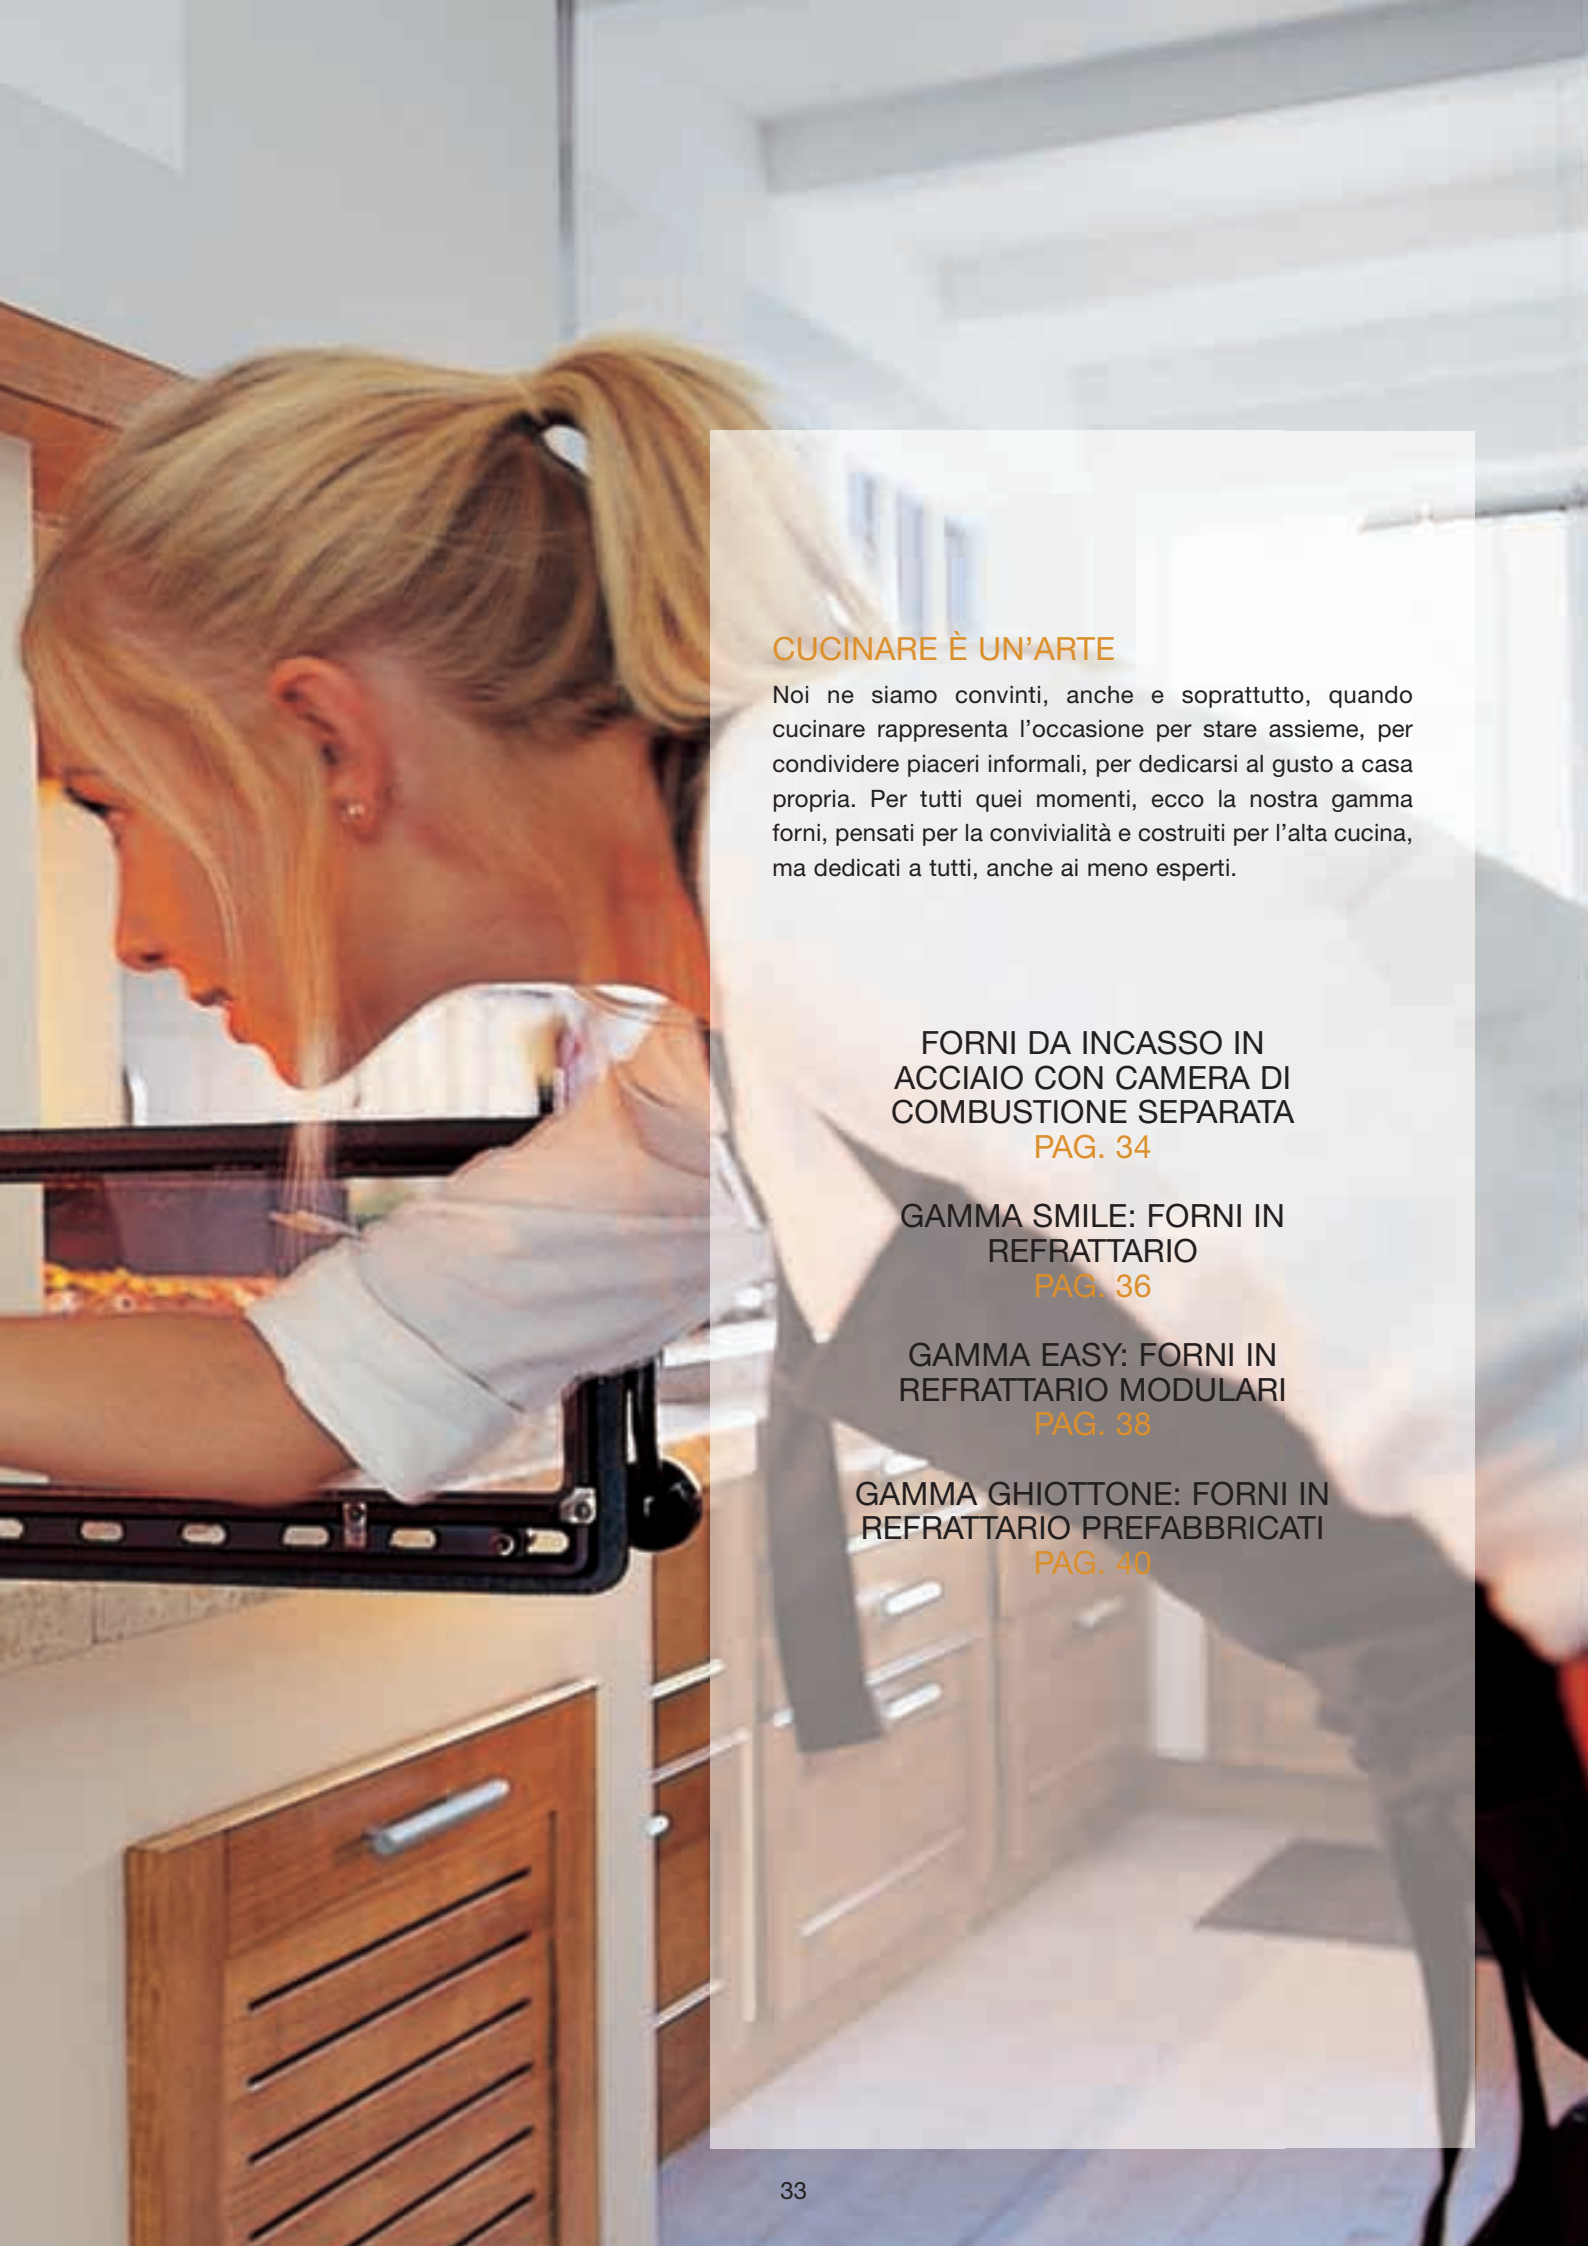 CUCINARE È UN’ARTE
Noi ne siamo convinti, anche e soprattutto, quando
cucinare rappresenta l’occasione per stare assieme, per
condividere piaceri informali, per dedicarsi al gusto a casa
propria. Per tutti quei momenti, ecco la nostra gamma
forni, pensati per la convivialità e costruiti per l’alta cucina,
ma dedicati a tutti, anche ai meno esperti.
FORNI DA INCASSO IN
ACCIAIO CON CAMERA DI
COMBUSTIONE SEPARATA
PAG. 34
GAMMA SMILE: FORNI IN
REFRATTARIO
PAG. 36
GAMMA EASY: FORNI IN
REFRATTARIO MODULARI
PAG. 38
GAMMA GHIOTTONE: FORNI IN
REFRATTARIO PREFABBRICATI
PAG. 40
33